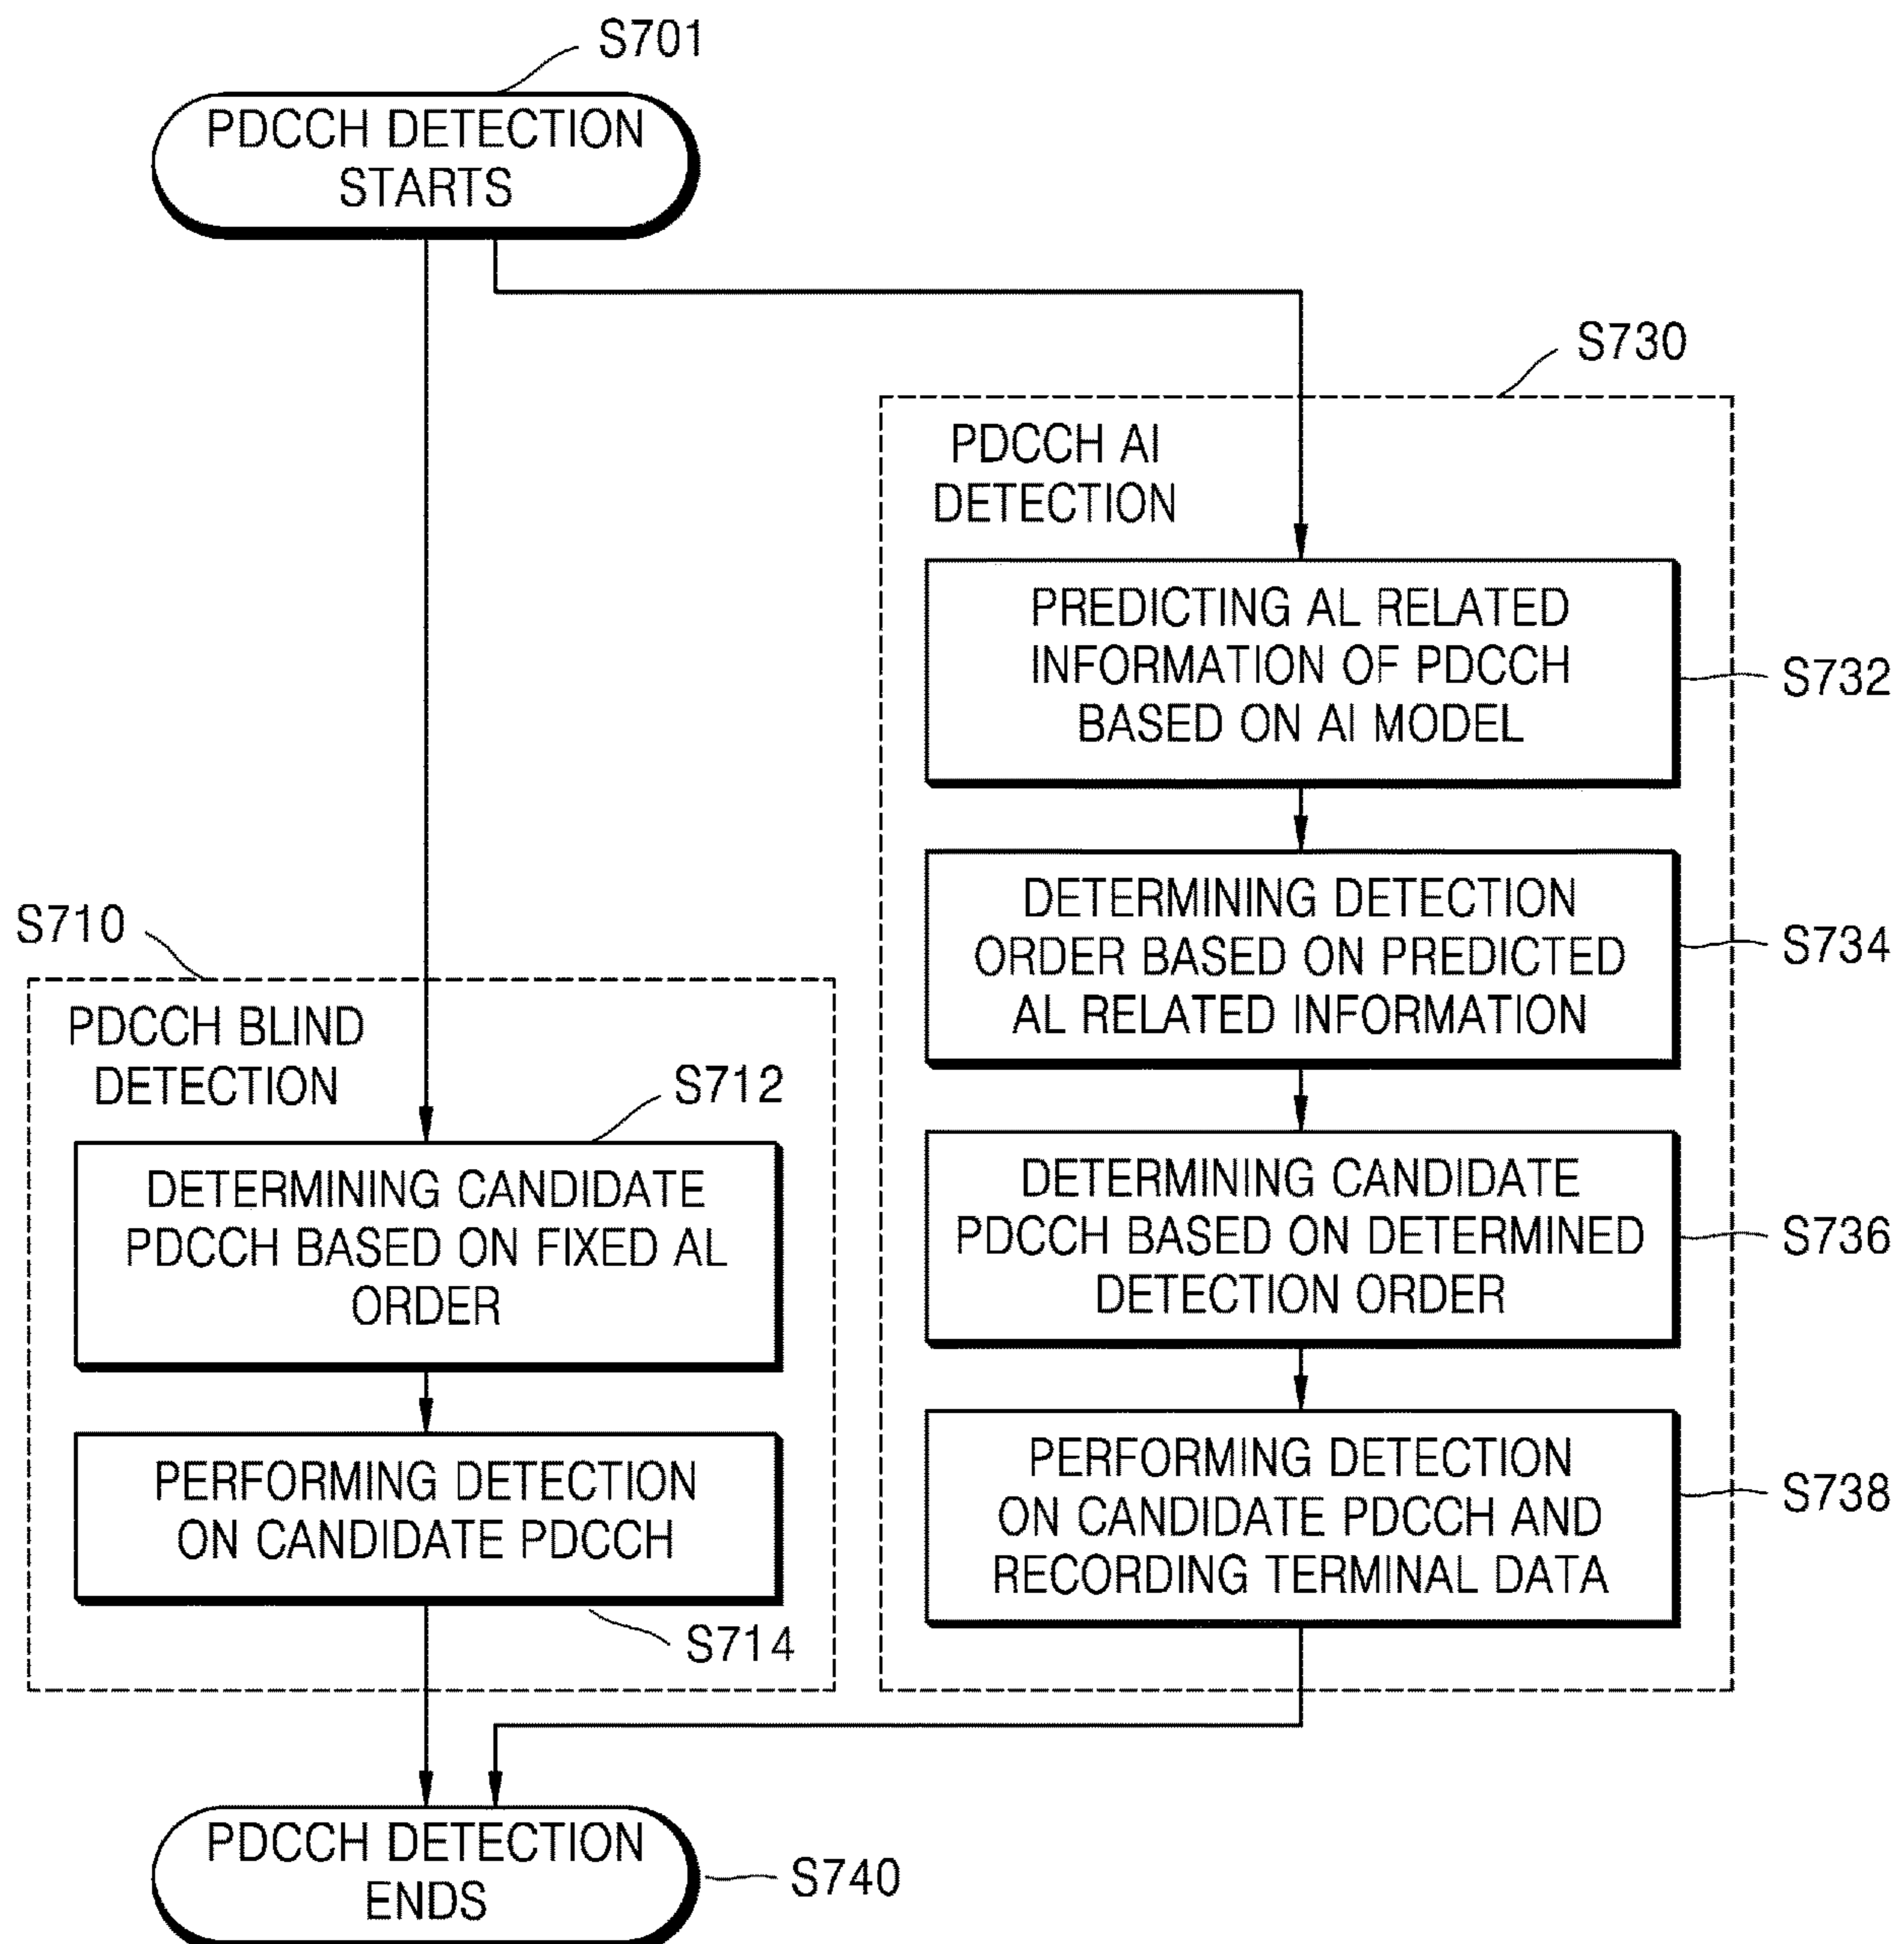 S701
PDCCH DETECTION
STARTS
S730
PDCCH AI
DETECTION
PREDICTING AL RELATED
INFORMATION OF PDCCH
BASED ON AI MODEL
S732
DETERMINING DETECTION
ORDER BASED ON PREDICTED
AL RELATED INFORMATION
S734
S710
PDCCH BLIND
DETECTION
S712
DETERMINING CANDIDATE
PDCCH BASED ON FIXED AL
ORDER
DETERMINING CANDIDATE
PDCCH BASED ON DETERMINED
DETECTION ORDER
S736
PERFORMING DETECTION
ON CANDIDATE PDCCH
S714
PERFORMING DETECTION
ON CANDIDATE PDCCH AND
RECORDING TERMINAL DATA
S738
PDCCH DETECTION
ENDS
S740